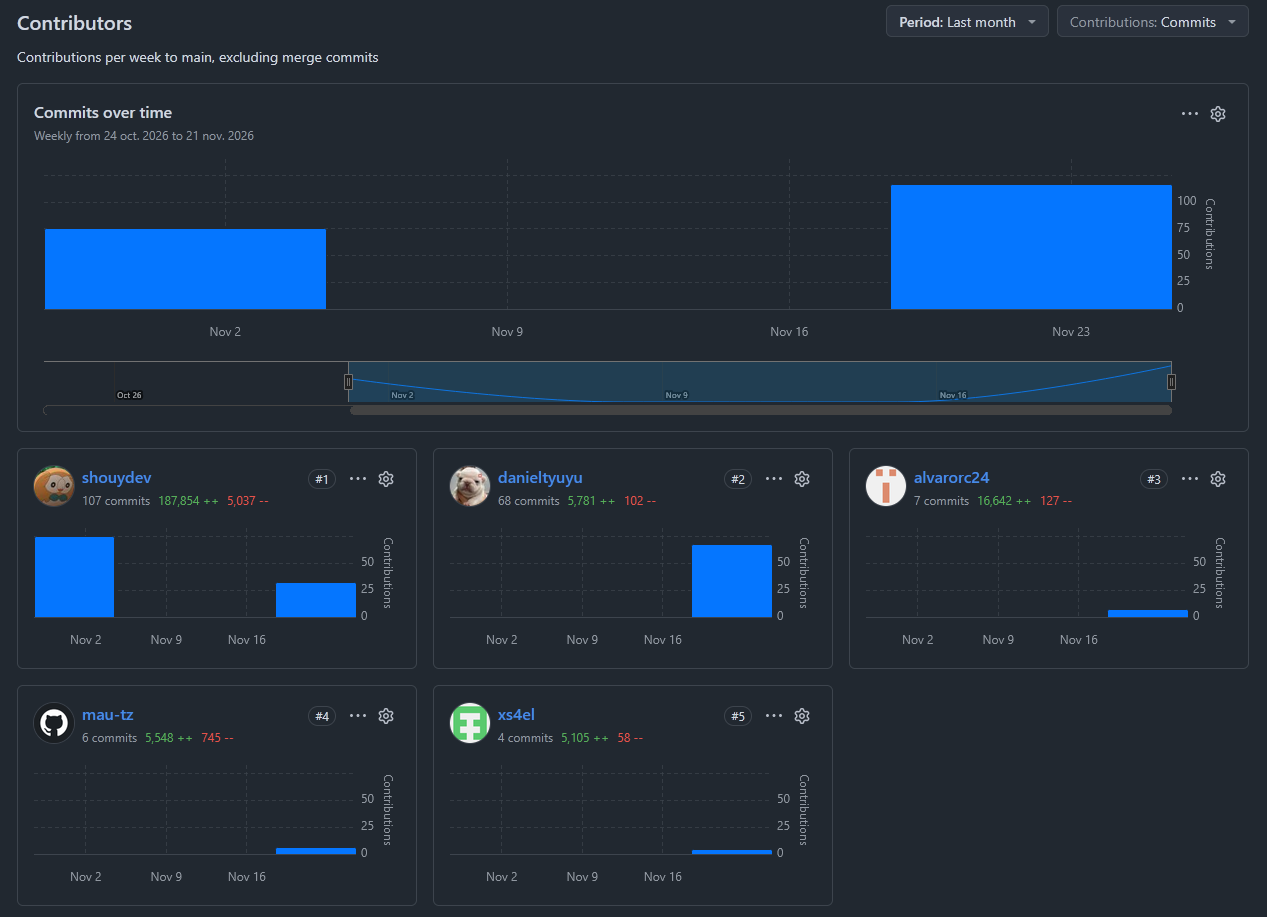 Contributors
Period: Last month
Contributions: Commits
Contributions per week to main, excluding merge commits
Commits over time
Weekly from 24 oct. 2026 to 21 nov. 2026
100
75
50
25
0
Contributions
Nov 2 Nov 9 Nov 16 Nov 23
Oct 26 Nov 2 Nov 9 Nov 16
shouydev
#1
107 commits 187,854 ++ 5,037 --
50
25
0
Contributions
Nov 2 Nov 9 Nov 16
danieltyuyu
#2
68 commits 5,781 ++ 102 --
50
25
0
Contributions
Nov 2 Nov 9 Nov 16
alvarorc24
#3
7 commits 16,642 ++ 127 --
50
25
0
Contributions
Nov 2 Nov 9 Nov 16
mau-tz
#4
6 commits 5,548 ++ 745 --
50
25
0
Contributions
Nov 2 Nov 9 Nov 16
xs4el
#5
4 commits 5,105 ++ 58 --
50
25
0
Contributions
Nov 2 Nov 9 Nov 16